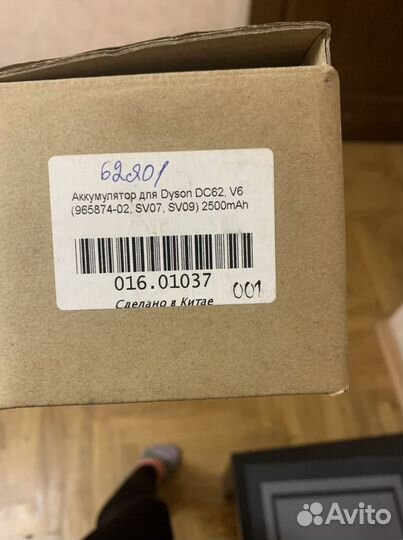 62201
Аккумулятор для Dyson DC62, V6
(965874-02, SV07, SV09) 2500mAh
016.01037
001
Сделано в Китае
Avito